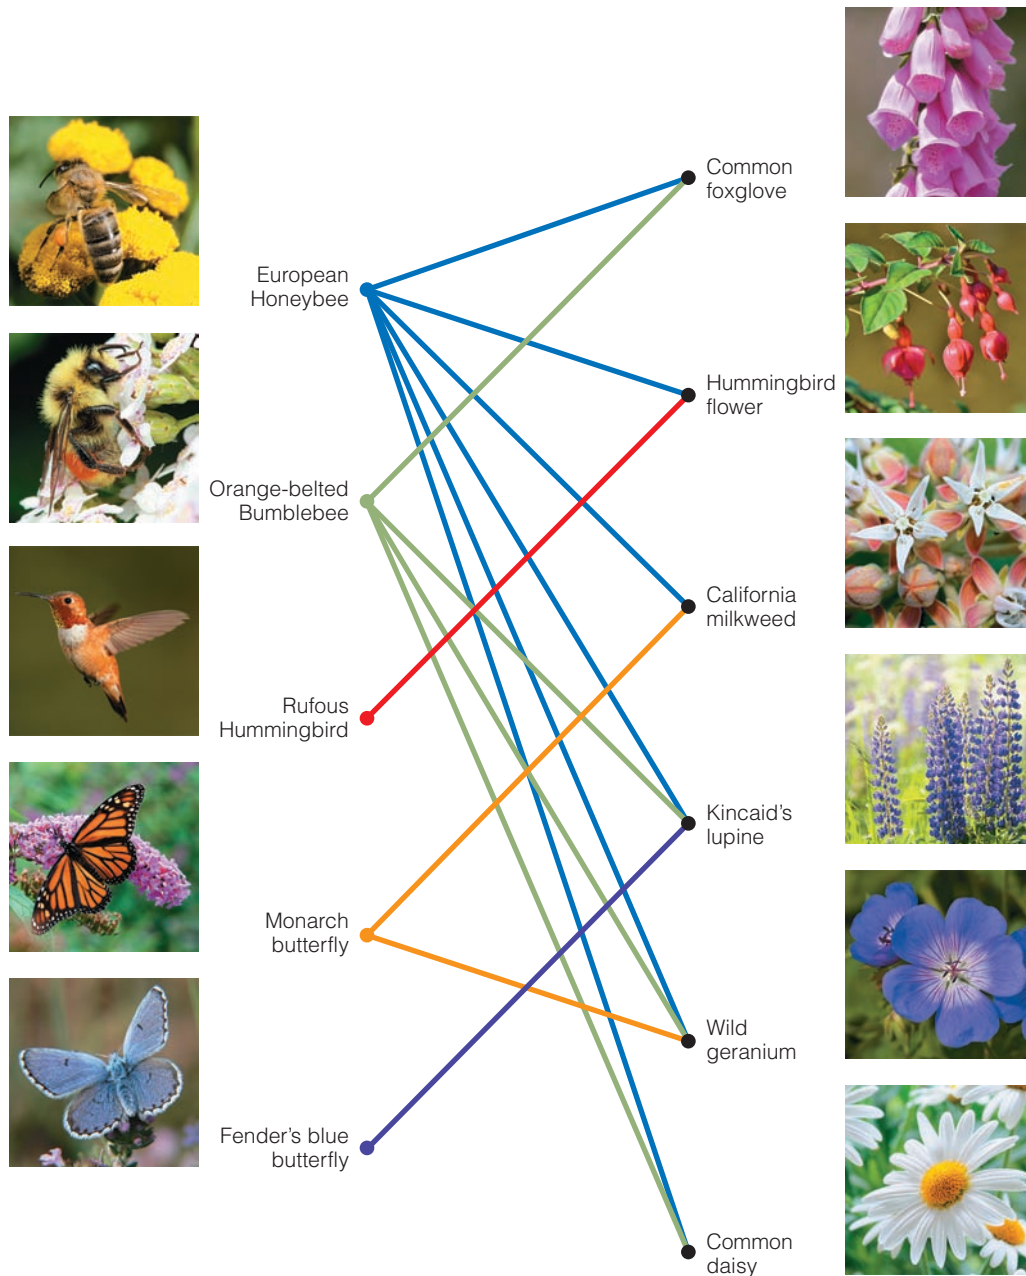 Common
foxglove
European
Honeybee
Hummingbird
flower
Orange-belted
Bumblebee
California
milkweed
Rufous
Hummingbird
Kincaid's
lupine
Monarch
butterfly
Wild
geranium
Fender's blue
butterfly
Common
daisy